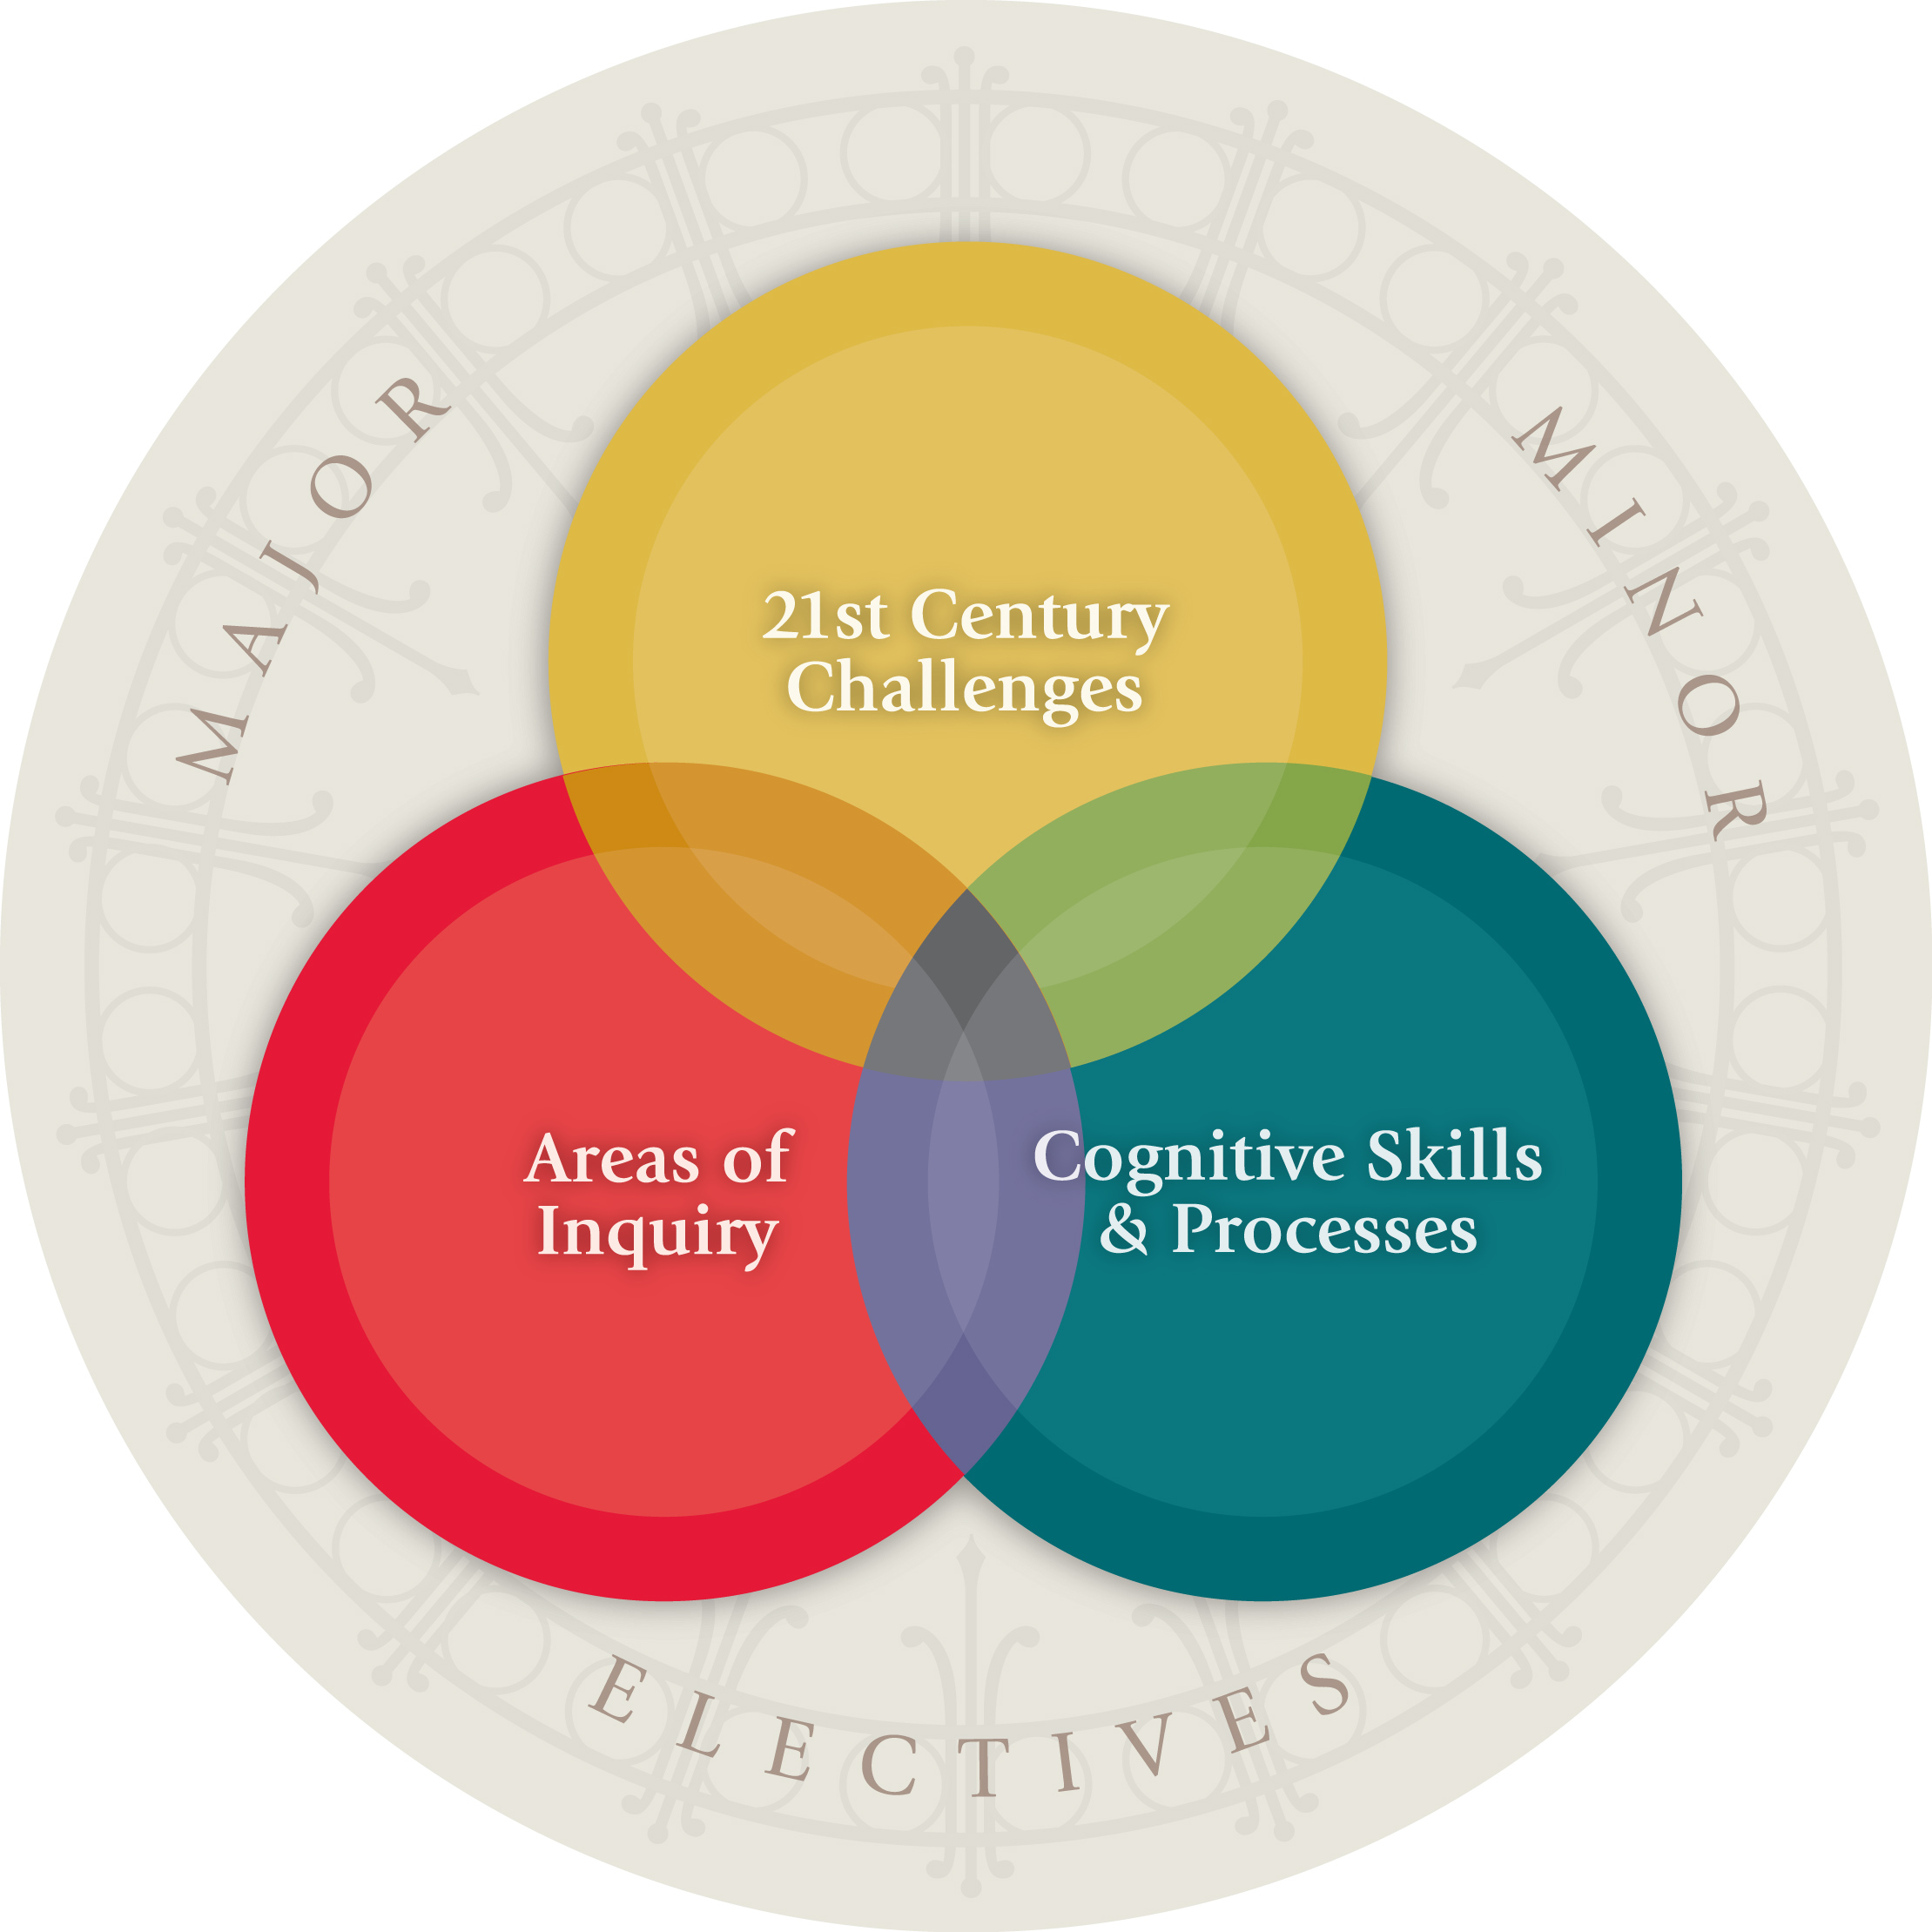 MAJOR
MINOR
21st Century
Challenges
Areas of
Inquiry
Cognitive Skills
& Processes
ELECTIVES